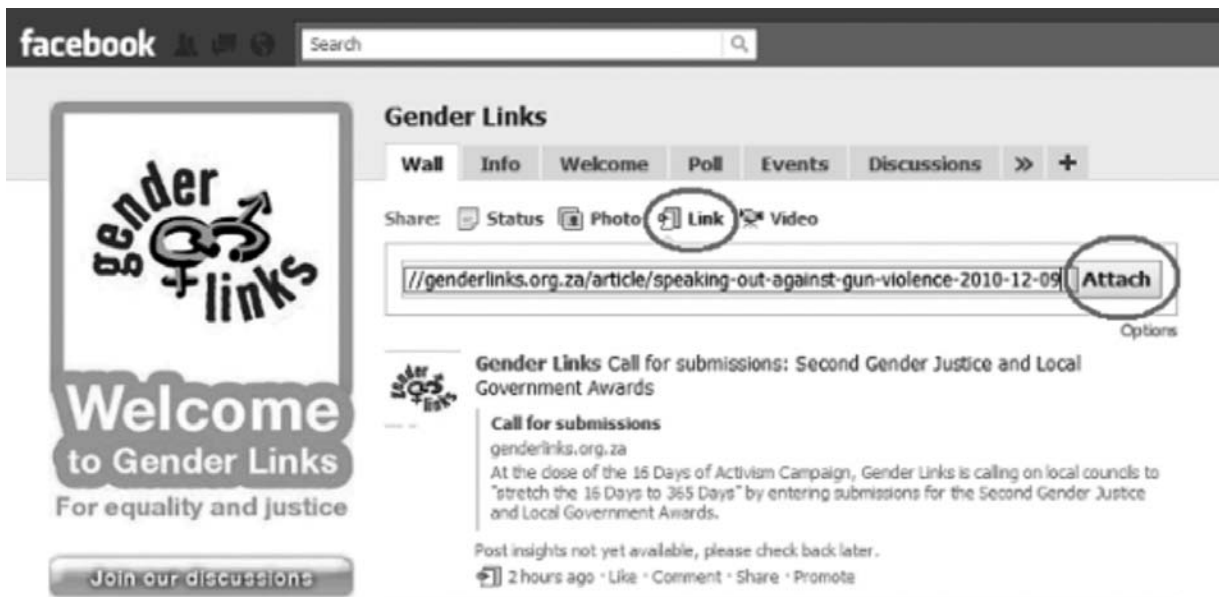 facebook
Search
Gender Links
Wall Info Welcome Poll Events Discussions » +
Share: Status Photo Link Video
//genderlinks.org.za/article/speaking-out-against-gun-violence-2010-12-09 Attach
Options
gender
links
Welcome
to Gender Links
For equality and justice
Join our discussions
gender
links
Gender Links Call for submissions: Second Gender Justice and Local
Government Awards
Call for submissions
genderlinks.org.za
At the close of the 16 Days of Activism Campaign, Gender Links is calling on local councils to
"stretch the 16 Days to 365 Days" by entering submissions for the Second Gender Justice
and Local Government Awards.
Post insights not yet available, please check back later.
2 hours ago · Like · Comment · Share · Promote